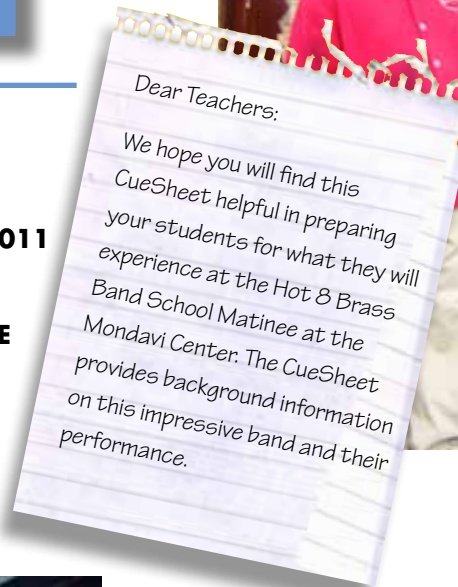 011
E
Dear Teachers:
We hope you will find this
CueSheet helpful in preparing
your students for what they will
experience at the Hot 8 Brass
Band School Matinee at the
Mondavi Center. The CueSheet
provides background information
on this impressive band and their
performance.